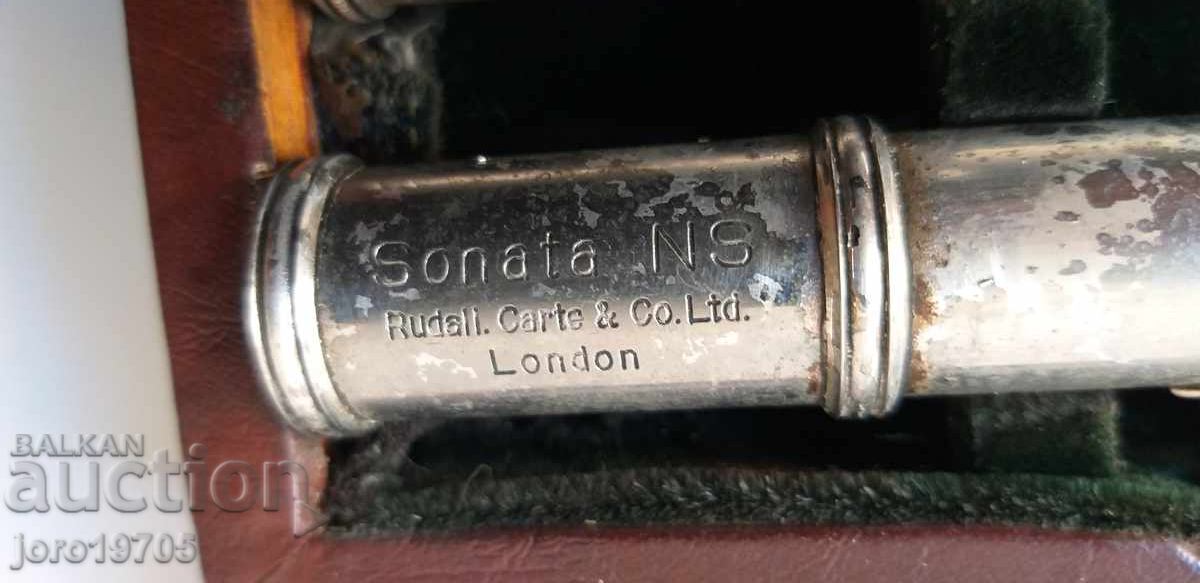 Sonata NS
Rudall. Carte & Co. Ltd.
London
BALKAN
auction
joro19705